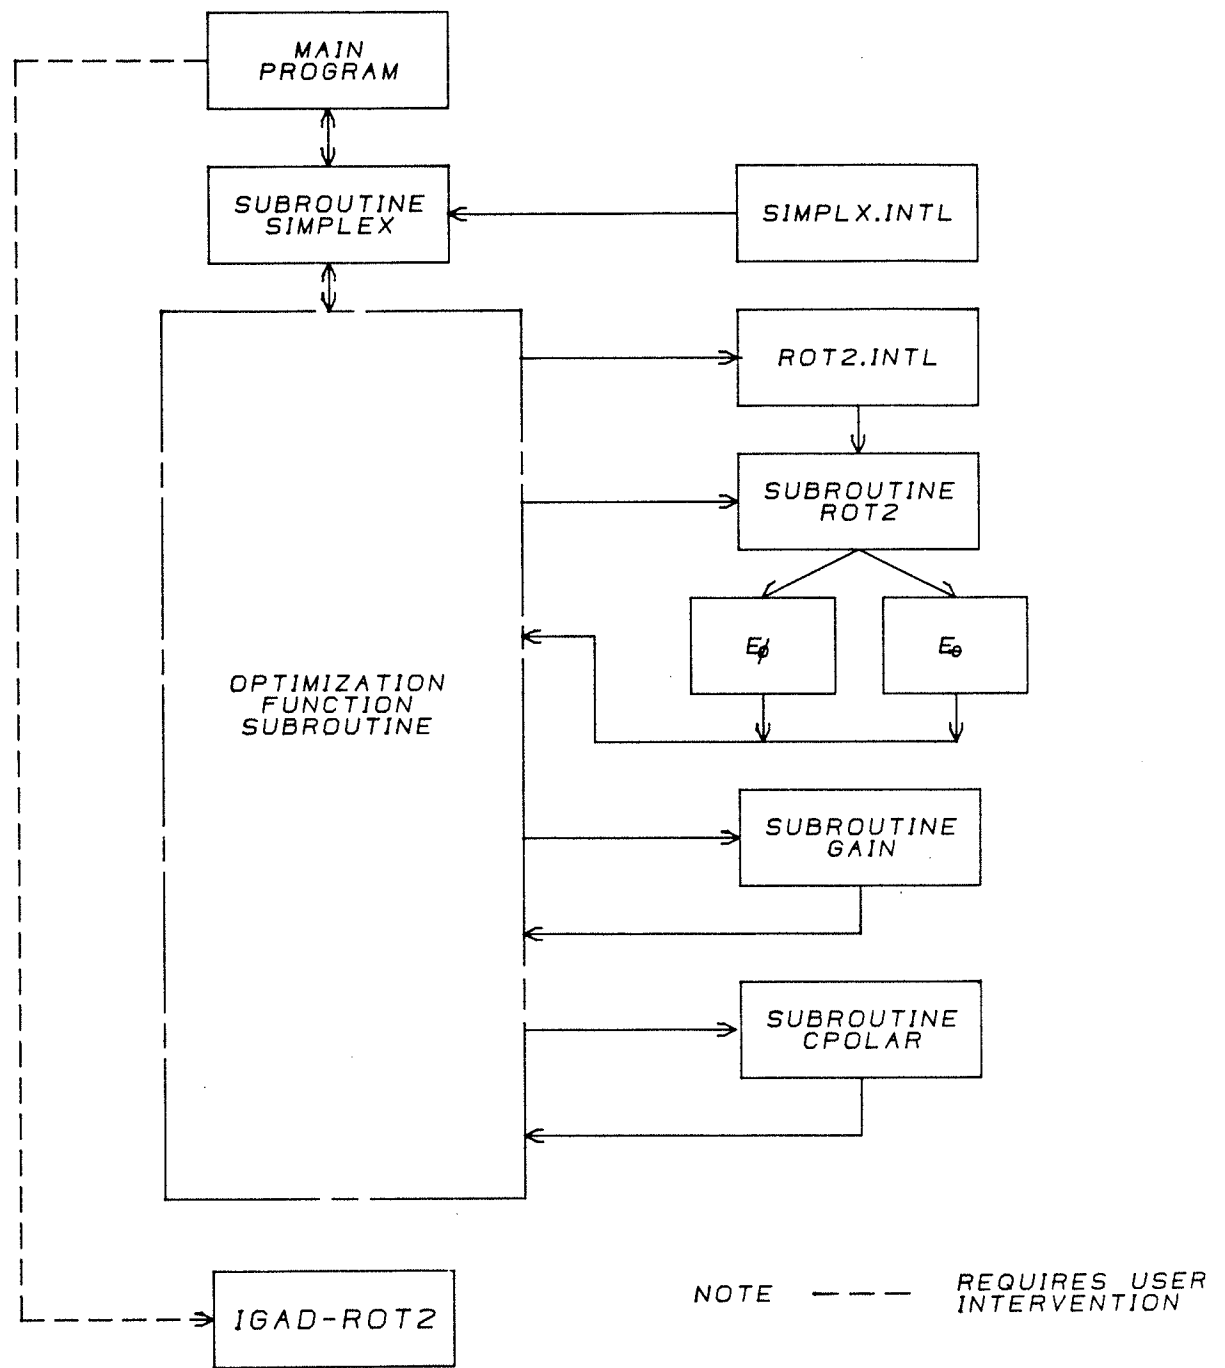 MAIN
PROGRAM
SUBROUTINE
SIMPLEX
SIMPLX.INTL
ROT2.INTL
SUBROUTINE
ROT2
Eϕ
Eθ
OPTIMIZATION
FUNCTION
SUBROUTINE
SUBROUTINE
GAIN
SUBROUTINE
CPOLAR
IGAD-ROT2
NOTE
REQUIRES USER
INTERVENTION